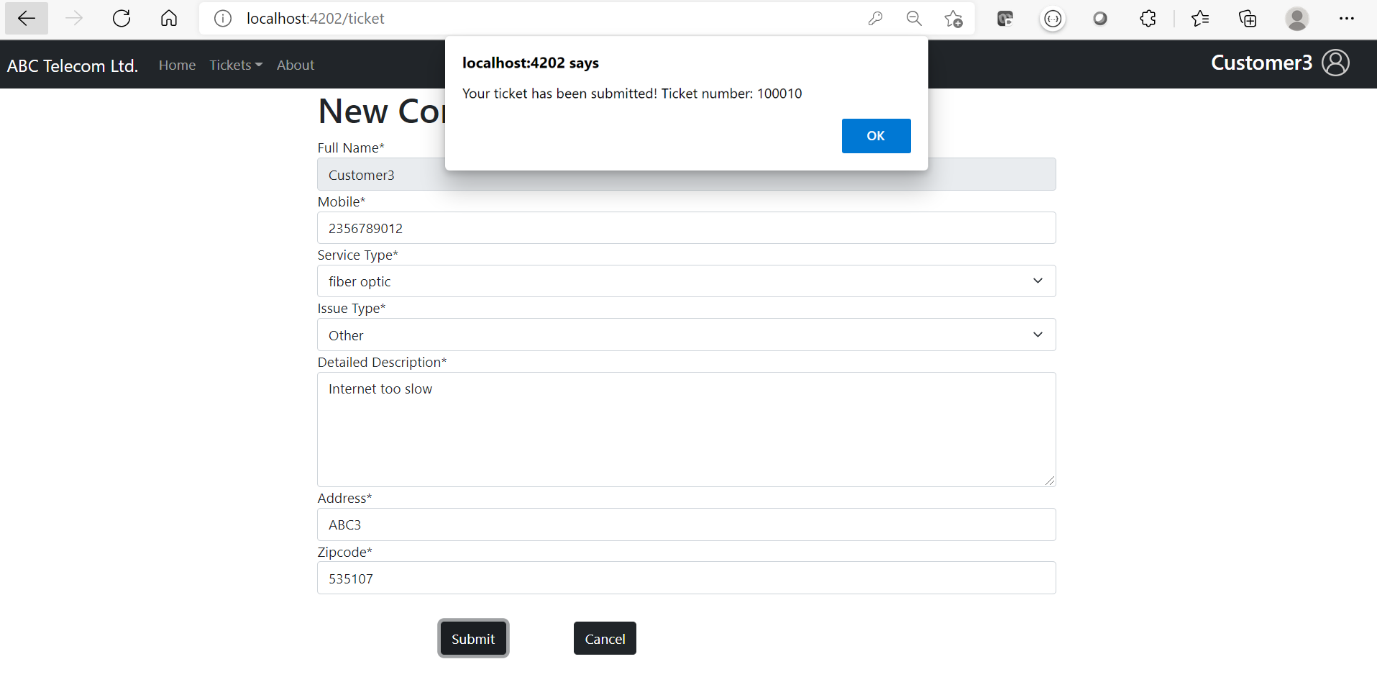 localhost:4202/ticket
ABC Telecom Ltd. Home Tickets About
Customer3
localhost:4202 says
Your ticket has been submitted! Ticket number: 100010
OK
New
Full Name*
Customer3
Mobile*
2356789012
Service Type*
fiber optic
Issue Type*
Other
Detailed Description*
Internet too slow
Address*
ABC3
Zipcode*
535107
Submit Cancel